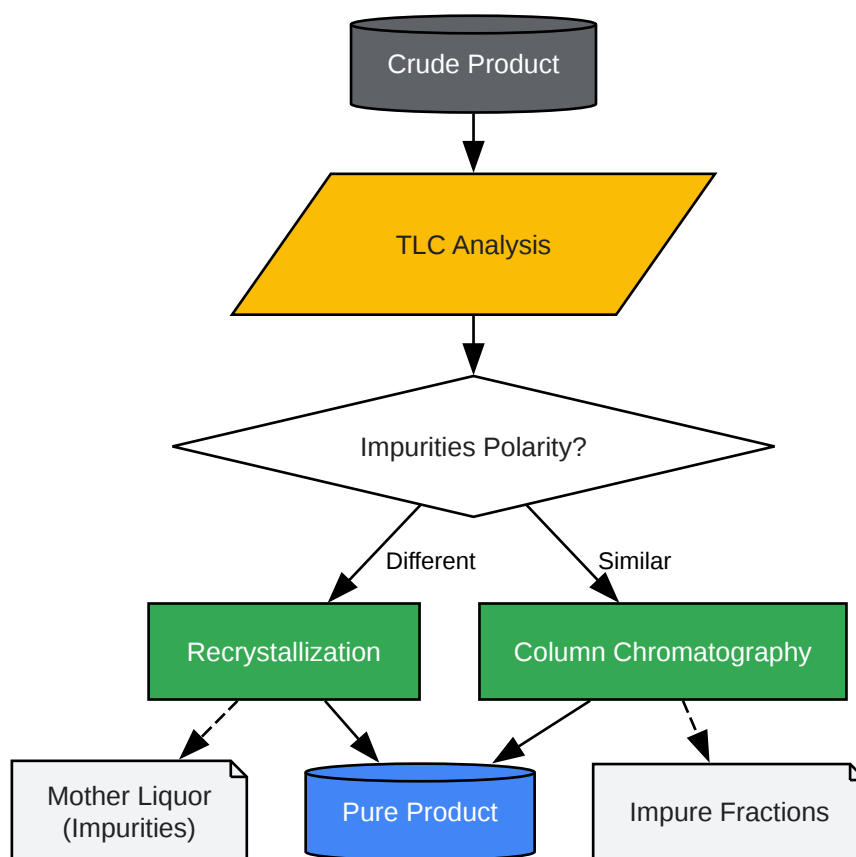 Crude Product
TLC Analysis
Impurities Polarity?
Different
Similar
Recrystallization
Column Chromatography
Mother Liquor
(Impurities)
Pure Product
Impure Fractions